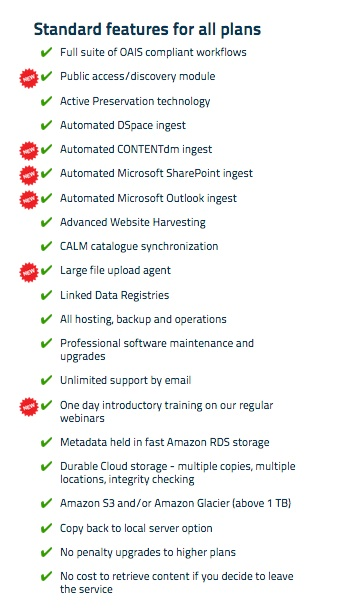 Standard features for all plans
✔ Full suite of OAIS compliant workflows
NEW ✔ Public access/discovery module
✔ Active Preservation technology
✔ Automated DSpace ingest
NEW ✔ Automated CONTENTdm ingest
NEW ✔ Automated Microsoft SharePoint ingest
NEW ✔ Automated Microsoft Outlook ingest
✔ Advanced Website Harvesting
✔ CALM catalogue synchronization
NEW ✔ Large file upload agent
✔ Linked Data Registries
✔ All hosting, backup and operations
✔ Professional software maintenance and
upgrades
✔ Unlimited support by email
NEW ✔ One day introductory training on our regular
webinars
✔ Metadata held in fast Amazon RDS storage
✔ Durable Cloud storage - multiple copies, multiple
locations, integrity checking
✔ Amazon S3 and/or Amazon Glacier (above 1 TB)
✔ Copy back to local server option
✔ No penalty upgrades to higher plans
✔ No cost to retrieve content if you decide to leave
the service